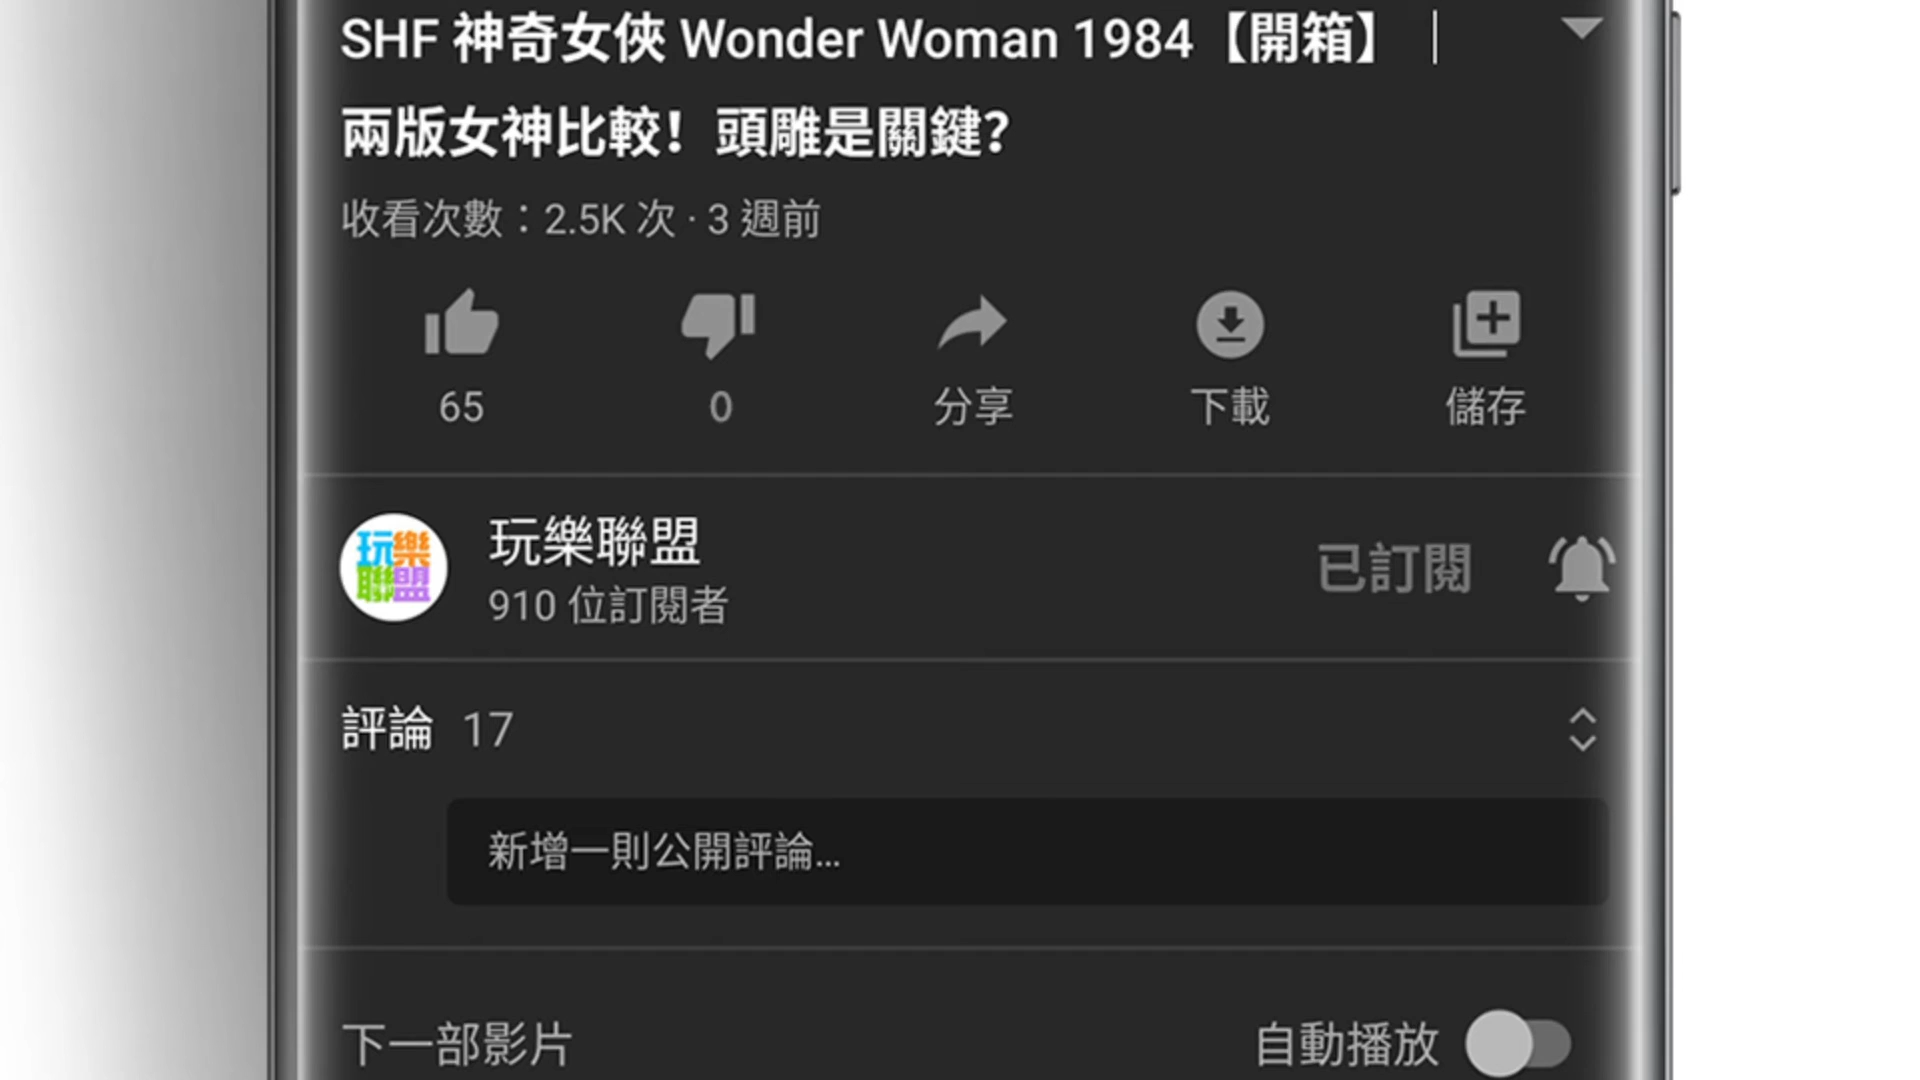 SHF 神奇女俠 Wonder Woman 1984【開箱】｜
兩版女神比較！頭雕是關鍵？
收看次數：2.5K 次 · 3 週前
65
0
分享
下載
儲存
玩樂聯盟
玩樂聯盟
910 位訂閱者
已訂閱
評論 17
新增一則公開評論...
下一部影片
自動播放